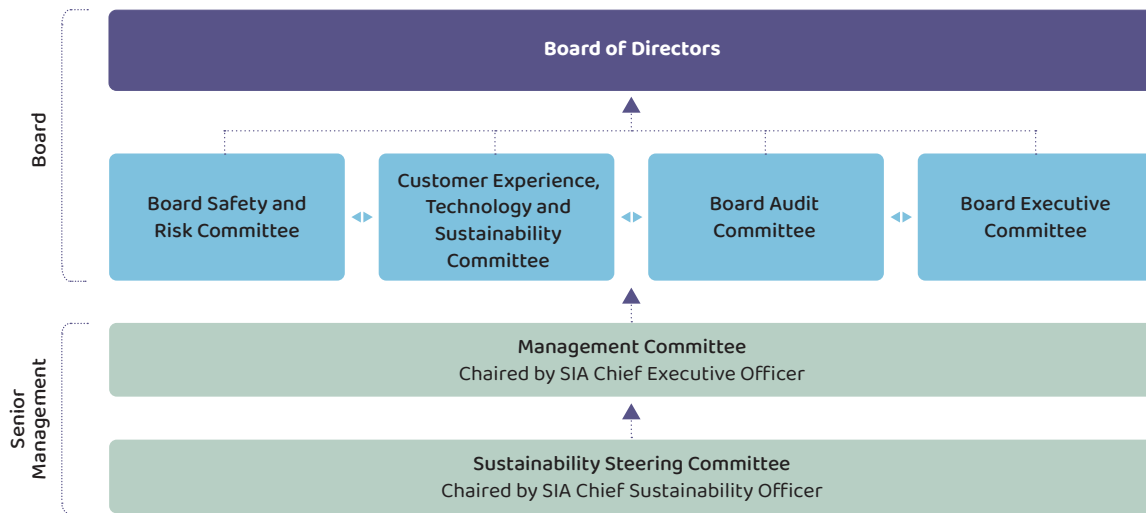 Board
Board of Directors
Board Safety and
Risk Committee
Customer Experience,
Technology and
Sustainability
Committee
Board Audit
Committee
Board Executive
Committee
Senior
Management
Management Committee
Chaired by SIA Chief Executive Officer
Sustainability Steering Committee
Chaired by SIA Chief Sustainability Officer